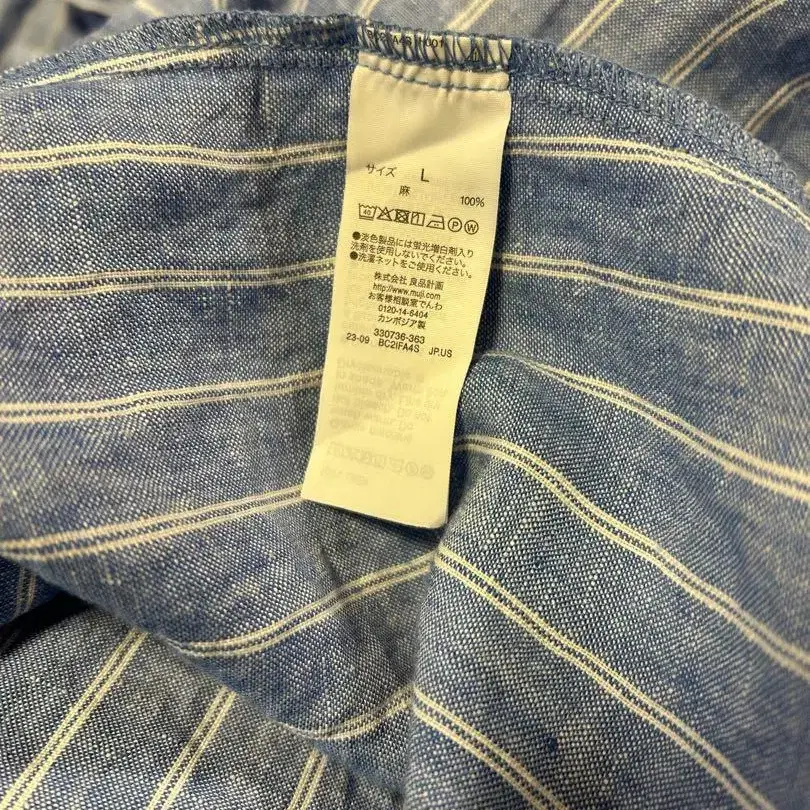 サイズ L
麻 100%
40 P W
●淡色製品には蛍光増白剤入り
洗剤を使用しないでください。
●洗濯ネットをご使用ください。
株式会社 良品計画
http://www.muji.com/
お客様相談室でんわ
0120-14-6404
カンボジア製
330736-363
23-09 BC2IFA4S JP.US